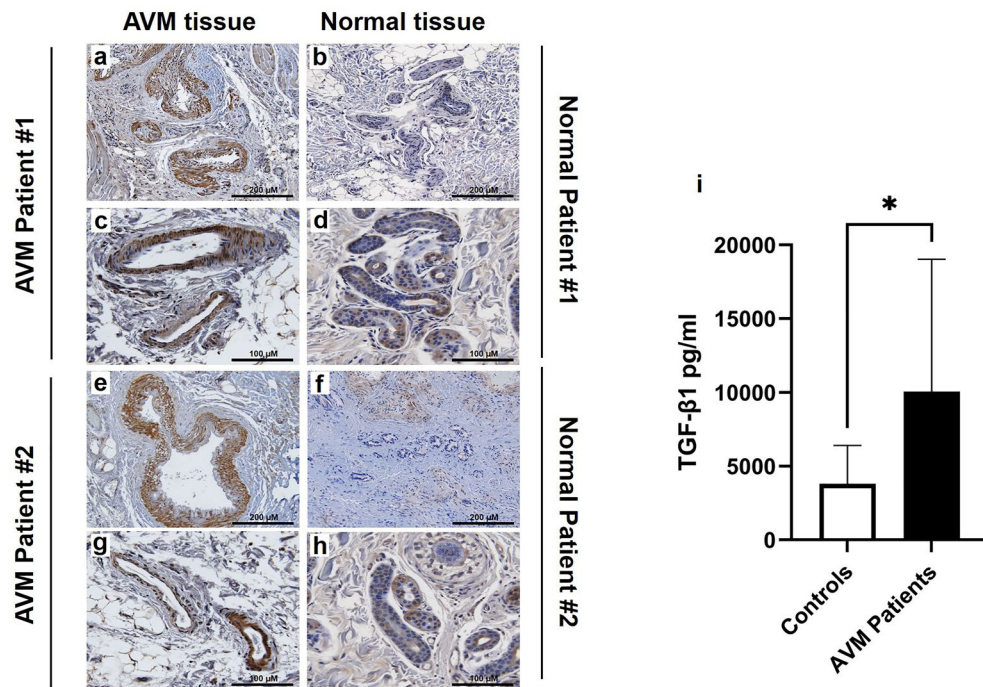 AVM tissue
Normal tissue
AVM Patient #1
Normal Patient #1
a
200 µM
b
200 µM
c
100 µM
d
100 µM
AVM Patient #2
Normal Patient #2
e
200 µM
f
200 µM
g
100 µM
h
100 µM
i
*
TGF-β1 pg/ml
20000
15000
10000
5000
0
Controls
AVM Patients